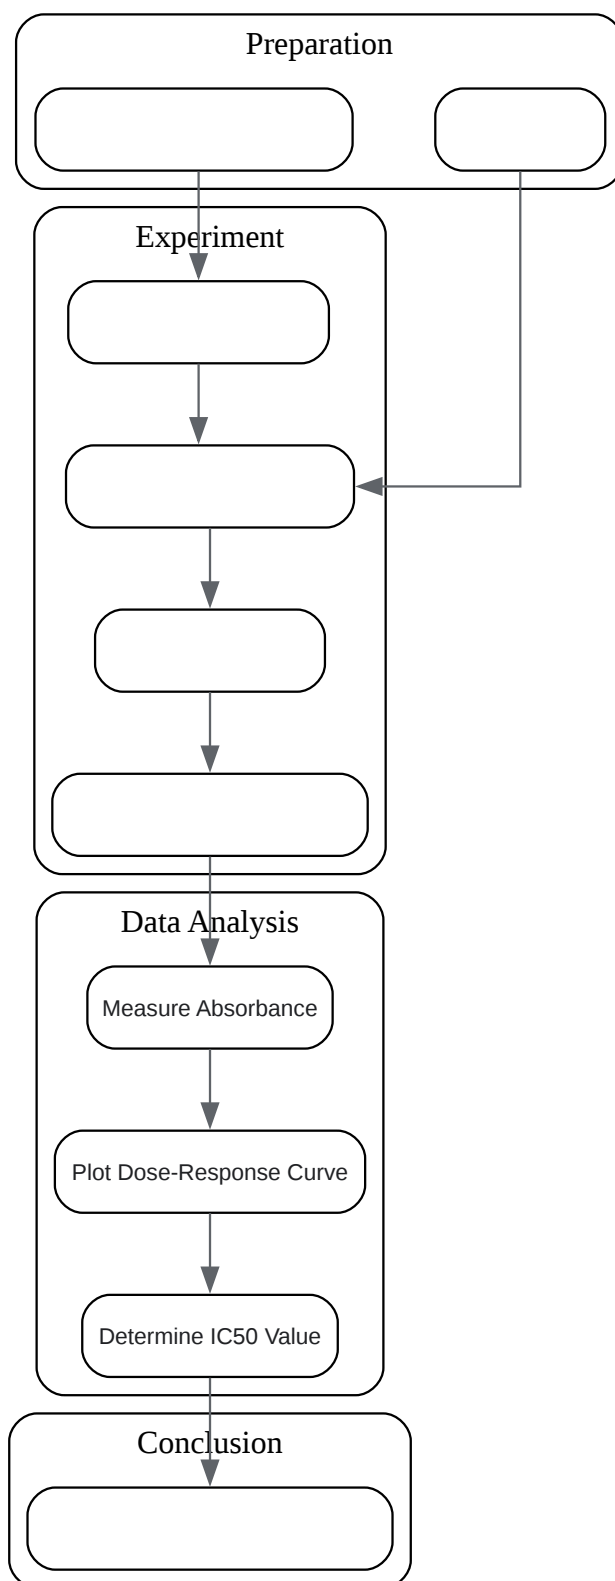 Preparation
Experiment
Data Analysis
Measure Absorbance
Plot Dose-Response Curve
Determine IC50 Value
Conclusion